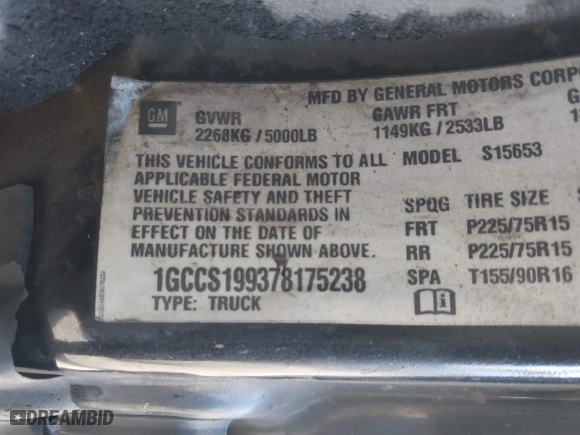 MFD BY GENERAL MOTORS CORP
GM
GVWR
GAWR FRT
2268KG / 5000LB
1149KG / 2533LB
THIS VEHICLE CONFORMS TO ALL
APPLICABLE FEDERAL MOTOR
VEHICLE SAFETY AND THEFT
PREVENTION STANDARDS IN
EFFECT ON THE DATE OF
MANUFACTURE SHOWN ABOVE.
MODEL S15653
SPQG TIRE SIZE
FRT P225/75R15
RR P225/75R15
SPA T155/90R16
1GCCS199378175238
TYPE: TRUCK
DREAMBID